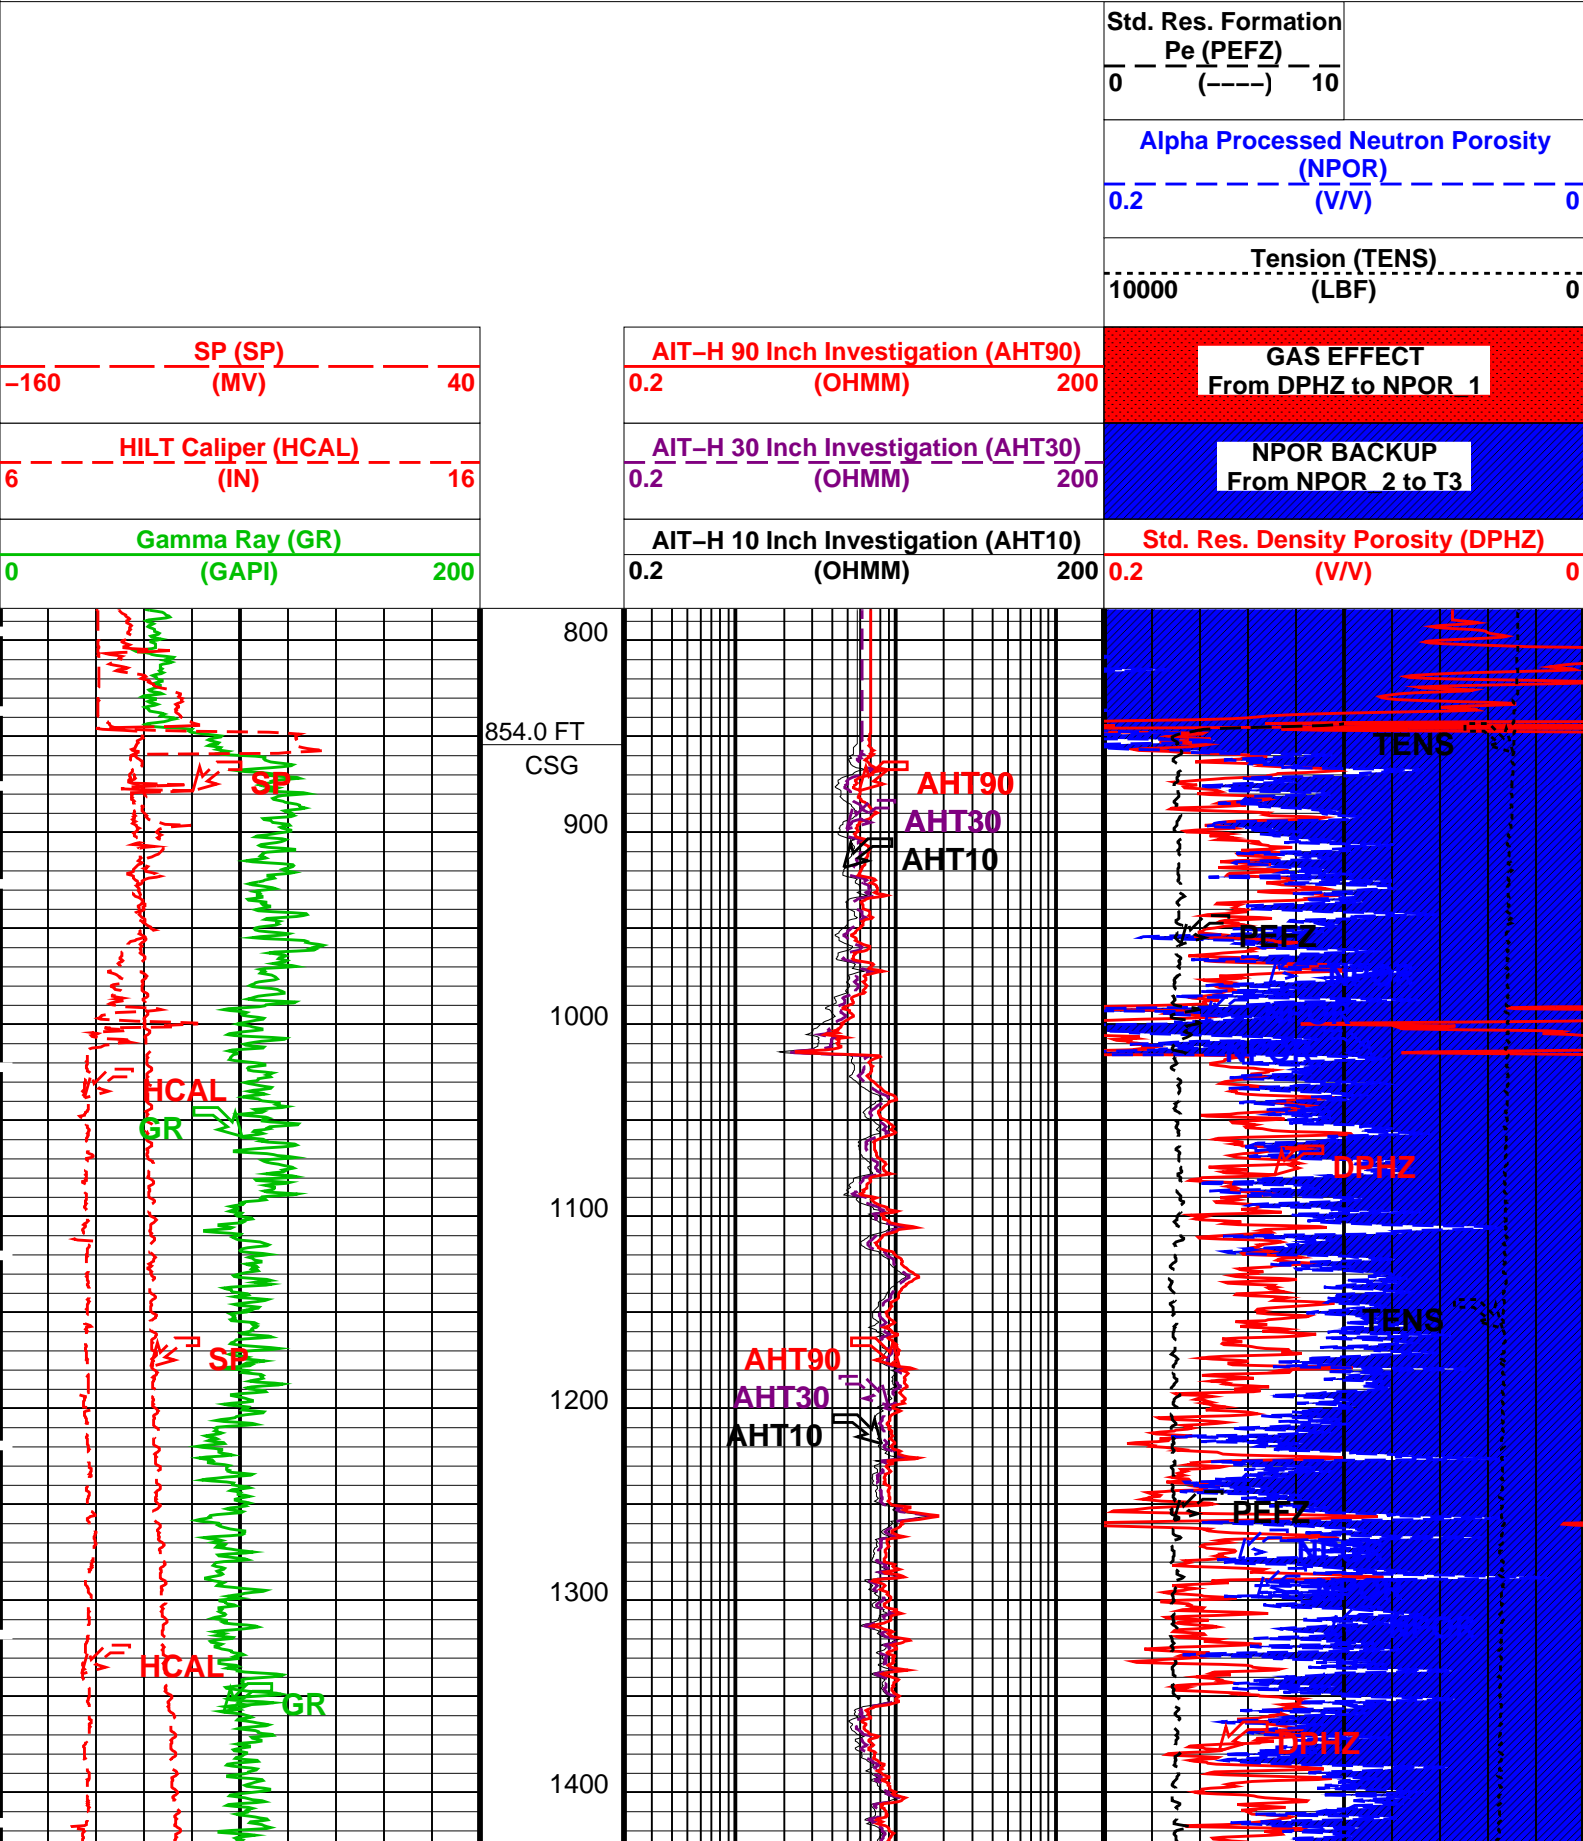 Std. Res. Formation
Pe (PEFZ)
0 (----) 10
Alpha Processed Neutron Porosity
(NPOR)
0.2 (V/V) 0
Tension (TENS)
10000 (LBF) 0
SP (SP)
−160 (MV) 40
AIT−H 90 Inch Investigation (AHT90)
0.2 (OHMM) 200
GAS EFFECT
From DPHZ to NPOR_1
HILT Caliper (HCAL)
6 (IN) 16
AIT−H 30 Inch Investigation (AHT30)
0.2 (OHMM) 200
NPOR BACKUP
From NPOR_2 to T3
Gamma Ray (GR)
0 (GAPI) 200
AIT−H 10 Inch Investigation (AHT10)
0.2 (OHMM) 200
Std. Res. Density Porosity (DPHZ)
0.2 (V/V) 0
800
854.0 FT
TENS
CSG
SP
AHT90
900
AHT30
AHT10
PEFZ
1000
HCAL
GR
DPHZ
1100
TENS
SP
AHT90
1200
AHT30
AHT10
PEFZ
1300
HCAL
GR
DPHZ
1400